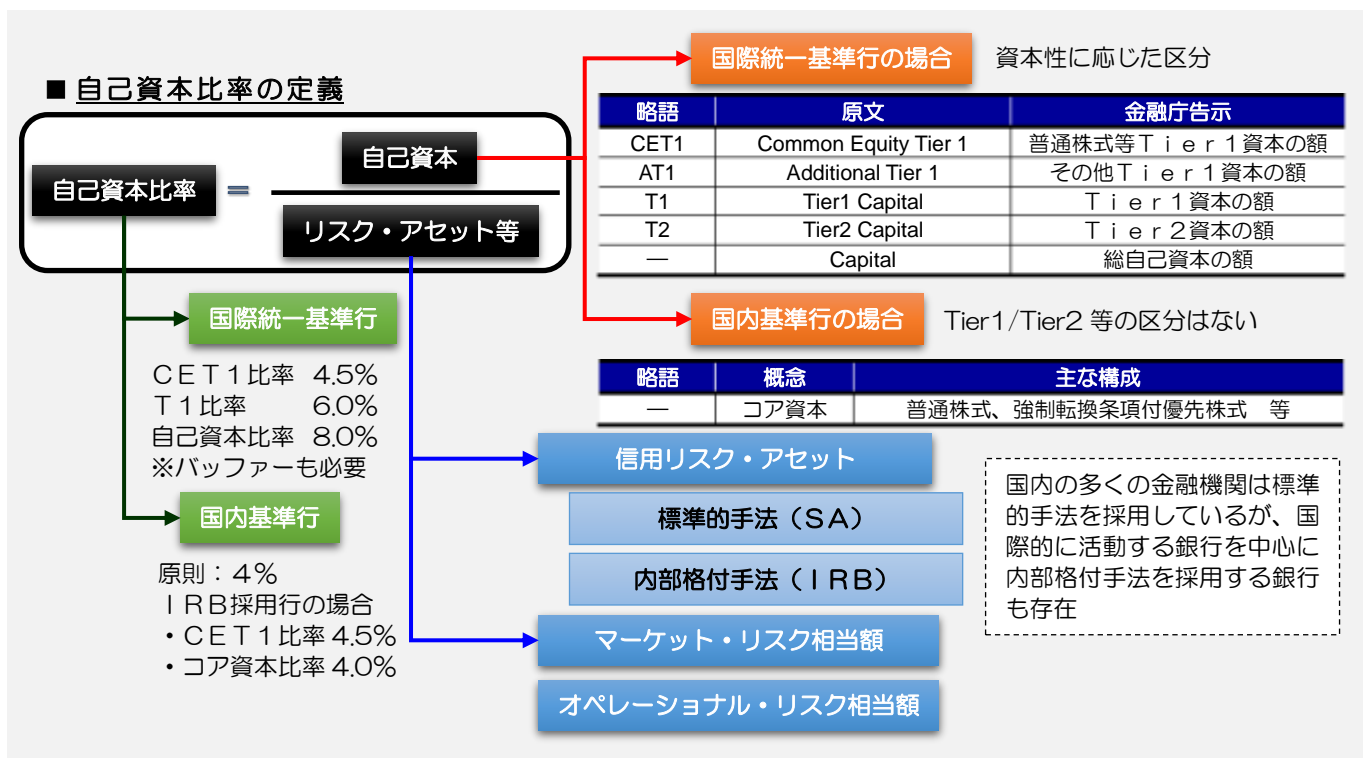 ■ 自己資本比率の定義
自己資本比率
＝
自己資本
リスク・アセット等
国際統一基準行の場合
資本性に応じた区分
略語 原文 金融庁告示
CET1 Common Equity Tier 1 普通株式等Ｔｉｅｒ１資本の額
AT1 Additional Tier 1 その他Ｔｉｅｒ１資本の額
T1 Tier1 Capital Ｔｉｅｒ１資本の額
T2 Tier2 Capital Ｔｉｅｒ２資本の額
― Capital 総自己資本の額
国内基準行の場合
Tier1/Tier2 等の区分はない
略語 概念 主な構成
― コア資本 普通株式、強制転換条項付優先株式　等
国際統一基準行
ＣＥＴ１比率 4.5%
Ｔ１比率 6.0%
自己資本比率 8.0%
※バッファーも必要
国内基準行
原則：４％
ＩＲＢ採用行の場合
・ＣＥＴ１比率 4.5%
・コア資本比率 4.0%
信用リスク・アセット
標準的手法（ＳＡ）
内部格付手法（ＩＲＢ）
マーケット・リスク相当額
オペレーショナル・リスク相当額
国内の多くの金融機関は標準
的手法を採用しているが、国
際的に活動する銀行を中心に
内部格付手法を採用する銀行
も存在